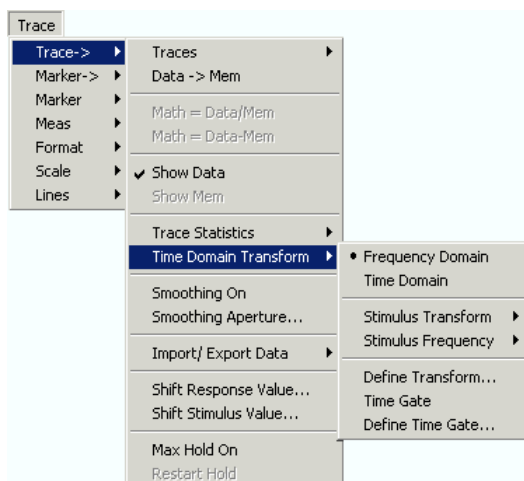 Trace
Trace->
Marker->
Marker
Meas
Format
Scale
Lines
Traces
Data -> Mem
Math = Data/Mem
Math = Data-Mem
Show Data
Show Mem
Trace Statistics
Time Domain Transform
Smoothing On
Smoothing Aperture...
Import/ Export Data
Shift Response Value...
Shift Stimulus Value...
Max Hold On
Restart Hold
Frequency Domain
Time Domain
Stimulus Transform
Stimulus Frequency
Define Transform...
Time Gate
Define Time Gate...